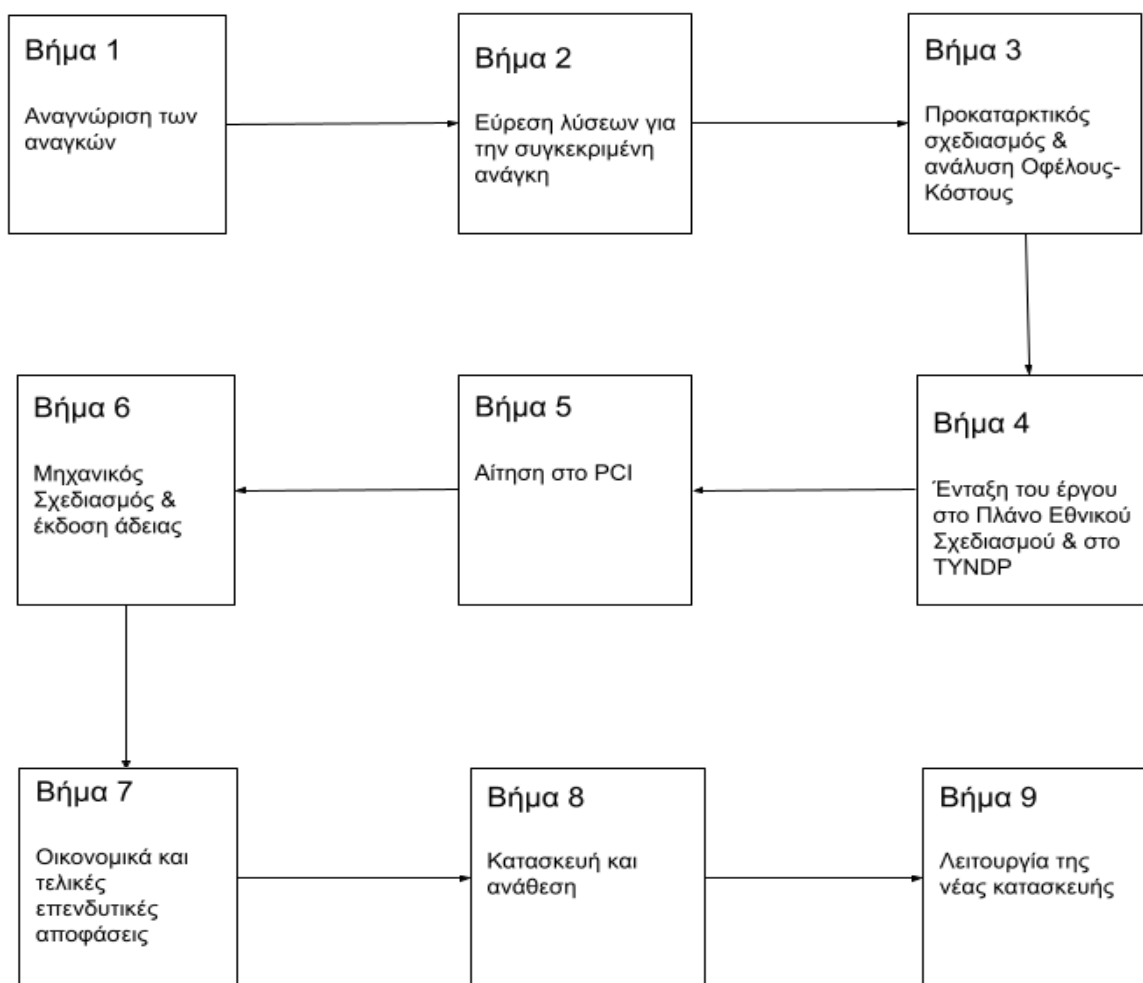 Βήμα 1
Αναγνώριση των
αναγκών
Βήμα 2
Εύρεση λύσεων για
την συγκεκριμένη
ανάγκη
Βήμα 3
Προκαταρκτικός
σχεδιασμός &
ανάλυση Οφέλους-
Κόστους
Βήμα 4
Ένταξη του έργου
στο Πλάνο Εθνικού
Σχεδιασμού & στο
TYNDP
Βήμα 5
Αίτηση στο PCI
Βήμα 6
Μηχανικός
Σχεδιασμός &
έκδοση άδειας
Βήμα 7
Οικονομικά και
τελικές
επενδυτικές
αποφάσεις
Βήμα 8
Κατασκευή και
ανάθεση
Βήμα 9
Λειτουργία της
νέας κατασκευής